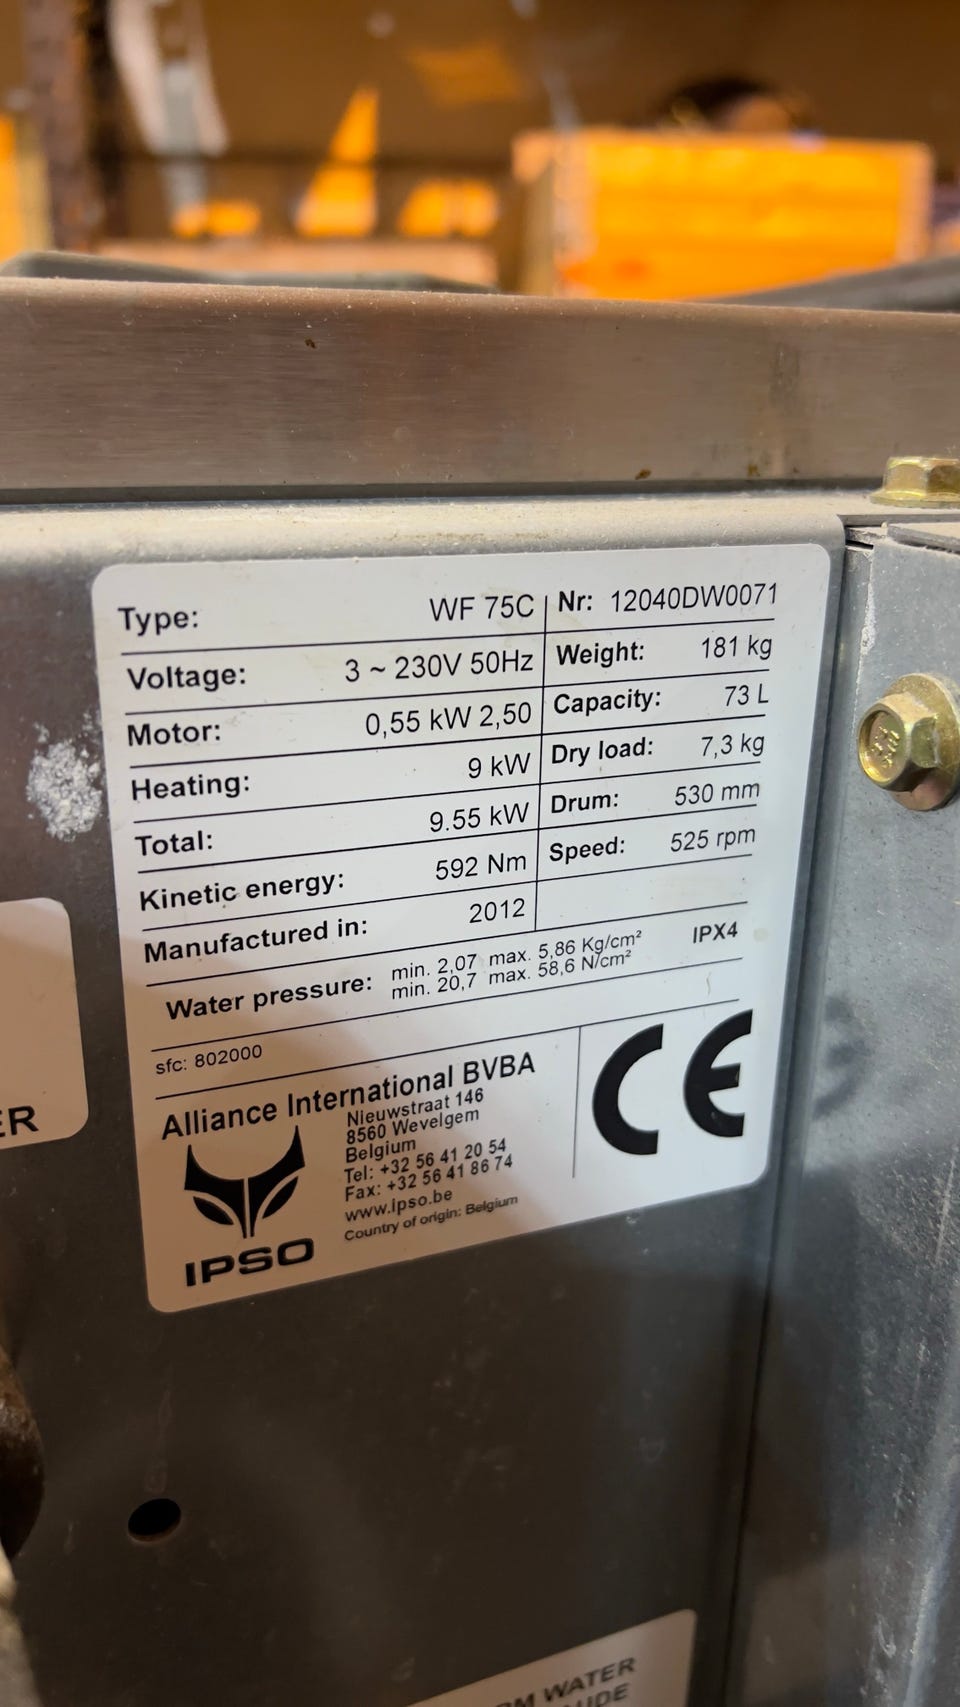 Type: WF 75C Nr: 12040DW0071
Voltage: 3 ~ 230V 50Hz Weight: 181 kg
Motor: 0,55 kW 2,50 Capacity: 73 L
Heating: 9 kW Dry load: 7,3 kg
Total: 9.55 kW Drum: 530 mm
Kinetic energy: 592 Nm Speed: 525 rpm
Manufactured in: 2012
Water pressure: min. 2,07 max. 5,86 Kg/cm² IPX4
min. 20,7 max. 58,6 N/cm²
sfc: 802000
Alliance International BVBA
Nieuwstraat 146
8560 Wevelgem
Belgium
Tel: +32 56 41 20 54
Fax: +32 56 41 86 74
www.ipso.be
Country of origin: Belgium
IPSO
CE
ER
WATER